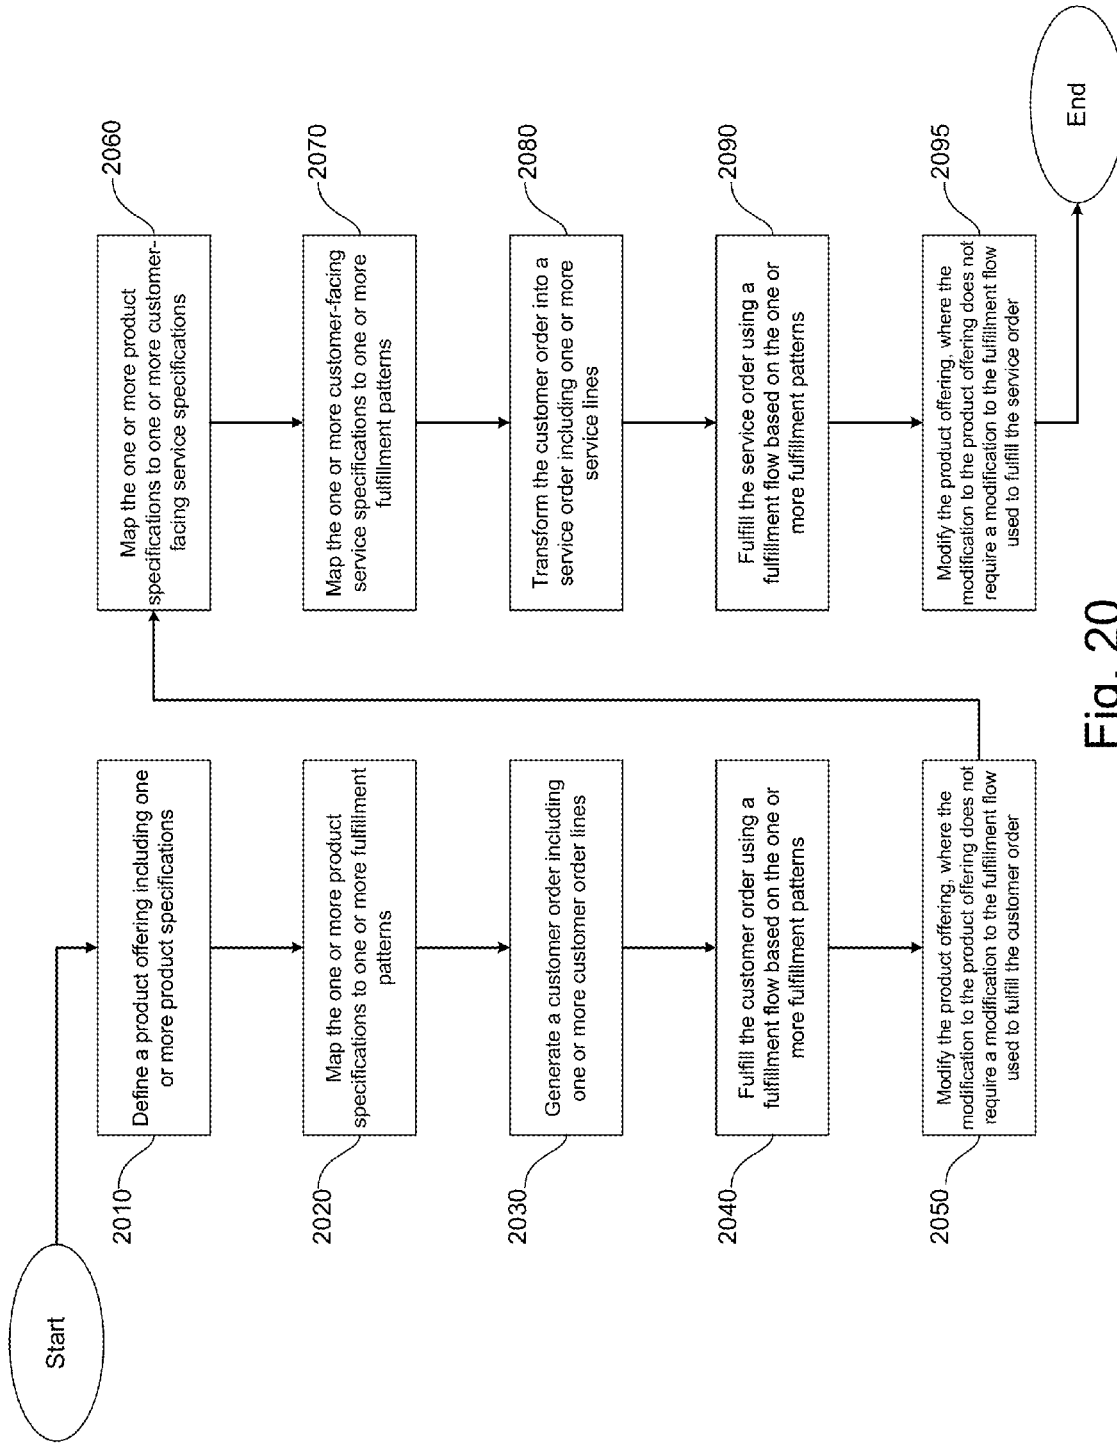 Start
2010
Define a product offering including one
or more product specifications
2020
Map the one or more product
specifications to one or more fulfillment
patterns
2030
Generate a customer order including
one or more customer order lines
2040
Fulfill the customer order using a
fulfillment flow based on the one or
more fulfillment patterns
2050
Modify the product offering, where the
modification to the product offering does not
require a modification to the fulfillment flow
used to fulfill the customer order
2060
Map the one or more product
specifications to one or more customer-
facing service specifications
2070
Map the one or more customer-facing
service specifications to one or more
fulfillment patterns
2080
Transform the customer order into a
service order including one or more
service lines
2090
Fulfill the service order using a
fulfillment flow based on the one or
more fulfillment patterns
2095
Modify the product offering, where the
modification to the product offering does not
require a modification to the fulfillment flow
used to fulfill the service order
End
Fig. 20